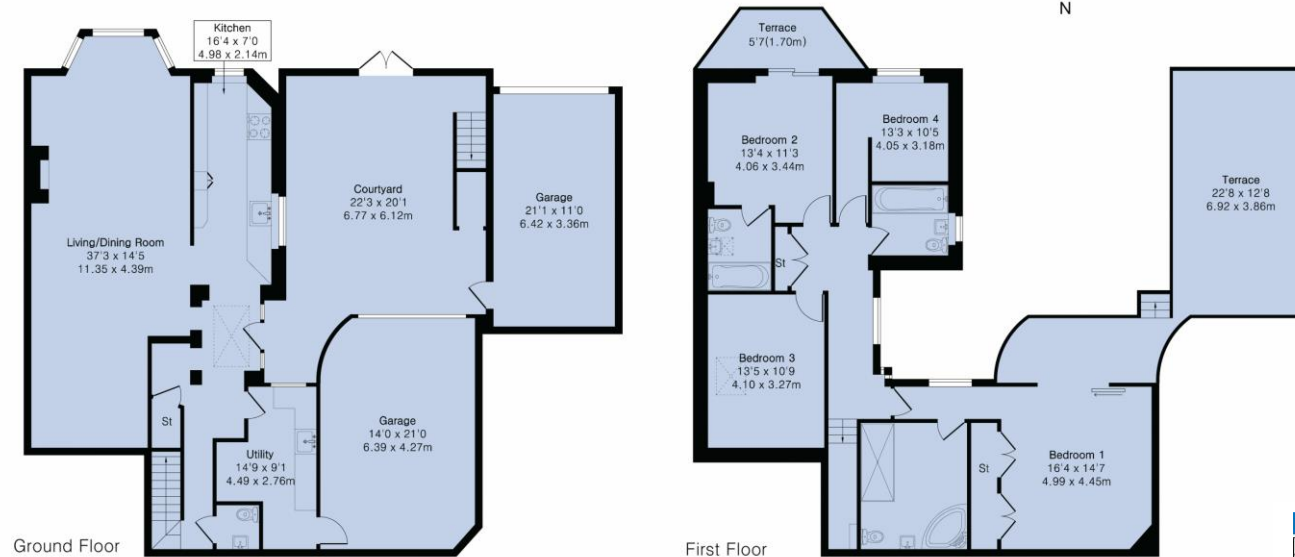 Kitchen
16'4 x 7'0
4.98 x 2.14m
Courtyard
22'3 x 20'1
6.77 x 6.12m
Garage
21'1 x 11'0
6.42 x 3.36m
Living/Dining Room
37'3 x 14'5
11.35 x 4.39m
St
Utility
14'9 x 9'1
4.49 x 2.76m
Garage
14'0 x 21'0
6.39 x 4.27m
Ground Floor
N
Terrace
5'7(1.70m)
Bedroom 2
13'4 x 11'3
4.06 x 3.44m
Bedroom 4
13'3 x 10'5
4.05 x 3.18m
Terrace
22'8 x 12'8
6.92 x 3.86m
St
Bedroom 3
13'5 x 10'9
4.10 x 3.27m
St
Bedroom 1
16'4 x 14'7
4.99 x 4.45m
First Floor